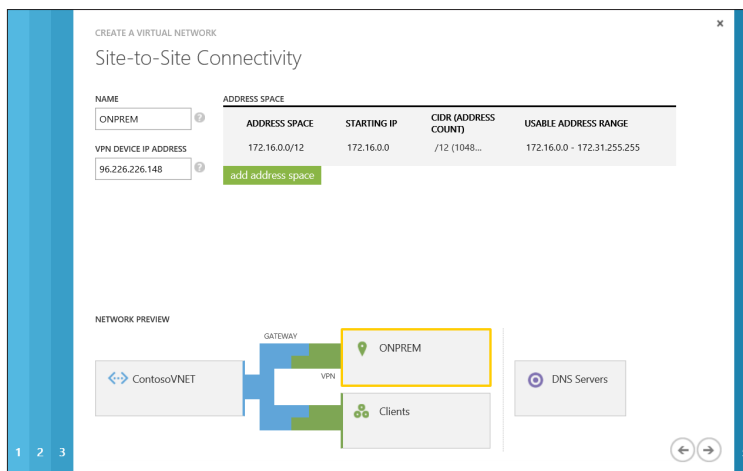 CREATE A VIRTUAL NETWORK
Site-to-Site Connectivity
NAME
ONPREM
VPN DEVICE IP ADDRESS
96.226.226.148
ADDRESS SPACE
ADDRESS SPACE STARTING IP CIDR (ADDRESS COUNT) USABLE ADDRESS RANGE
172.16.0.0/12 172.16.0.0 /12 (1048... 172.16.0.0 - 172.31.255.255
add address space
NETWORK PREVIEW
GATEWAY
ONPREM
ContosoVNET
VPN
DNS Servers
Clients
1 2 3